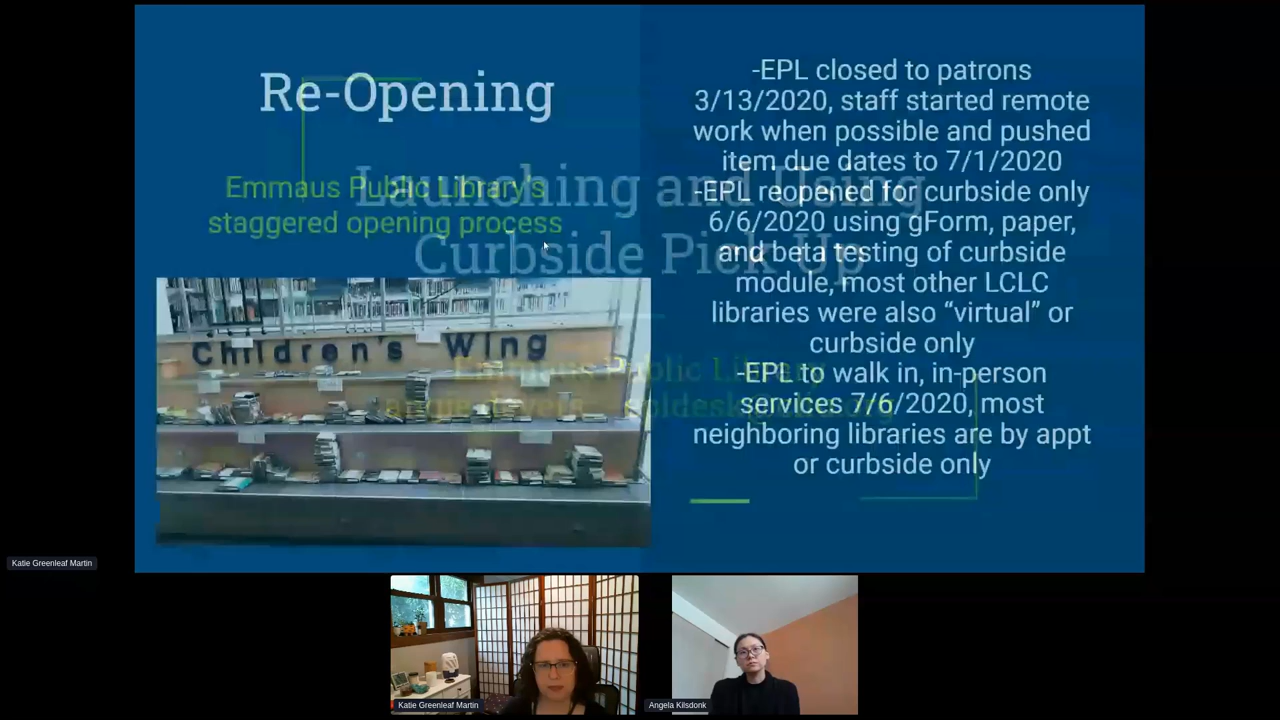 Re-Opening
Launching and Using
Curbside Pick Up
Emmaus Public Library's
staggered opening process
Children's Wing
Emmaus Public Library
-EPL closed to patrons
3/13/2020, staff started remote
work when possible and pushed
item due dates to 7/1/2020
-EPL reopened for curbside only
6/6/2020 using gForm, paper,
and beta testing of curbside
module, most other LCLC
libraries were also “virtual” or
curbside only
-EPL to walk in, in-person
services 7/6/2020, most
neighboring libraries are by appt
or curbside only
Katie Greenleaf Martin
Katie Greenleaf Martin
Angela Kilsdonk